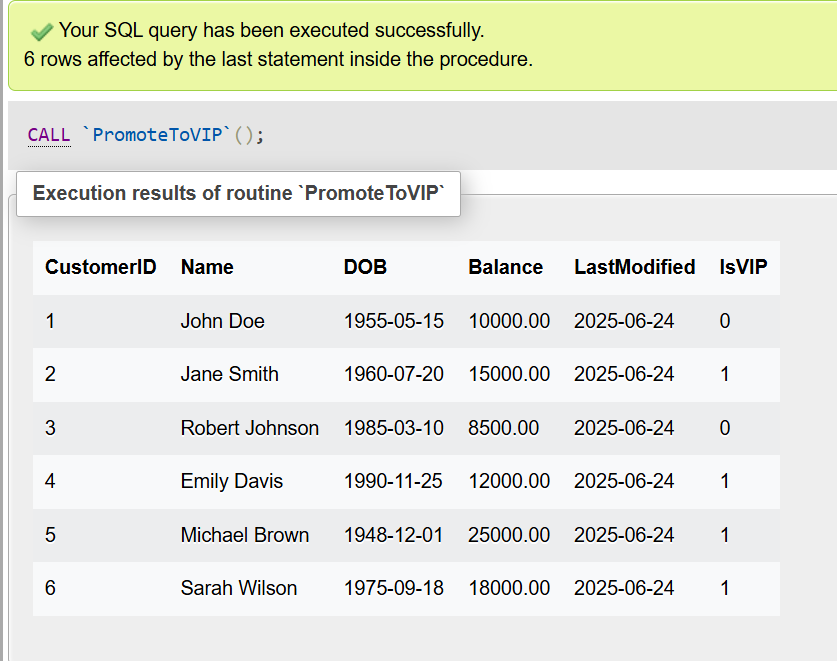 Your SQL query has been executed successfully.
6 rows affected by the last statement inside the procedure.
CALL `PromoteToVIP`();
Execution results of routine `PromoteToVIP`
CustomerID Name DOB Balance LastModified IsVIP
1 John Doe 1955-05-15 10000.00 2025-06-24 0
2 Jane Smith 1960-07-20 15000.00 2025-06-24 1
3 Robert Johnson 1985-03-10 8500.00 2025-06-24 0
4 Emily Davis 1990-11-25 12000.00 2025-06-24 1
5 Michael Brown 1948-12-01 25000.00 2025-06-24 1
6 Sarah Wilson 1975-09-18 18000.00 2025-06-24 1